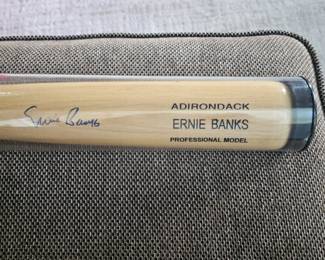 Ernie Banks
ADIRONDACK
ERNIE BANKS
PROFESSIONAL MODEL